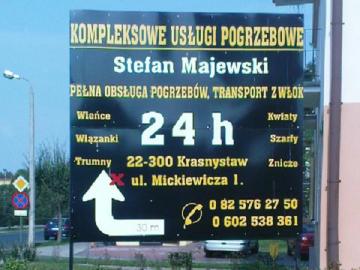 KOMPLEKSOWE USŁUGI POGRZEBOWE
Stefan Majewski
PEŁNA OBSŁUGA POGRZEBÓW, TRANSPORT ZWŁOK
Wieńce 24 h Kwiaty
Wiązanki Szarfy
Trumny 22-300 Krasnystaw Znicze
ul. Mickiewicza 1.
0 82 576 27 50
0 602 538 361
30 m